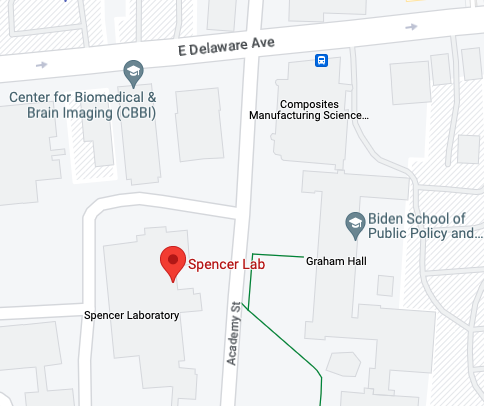 E Delaware Ave
Center for Biomedical &
Brain Imaging (CBBI)
Composites
Manufacturing Science...
Biden School of
Public Policy and...
Spencer Lab
Graham Hall
Spencer Laboratory
Academy St